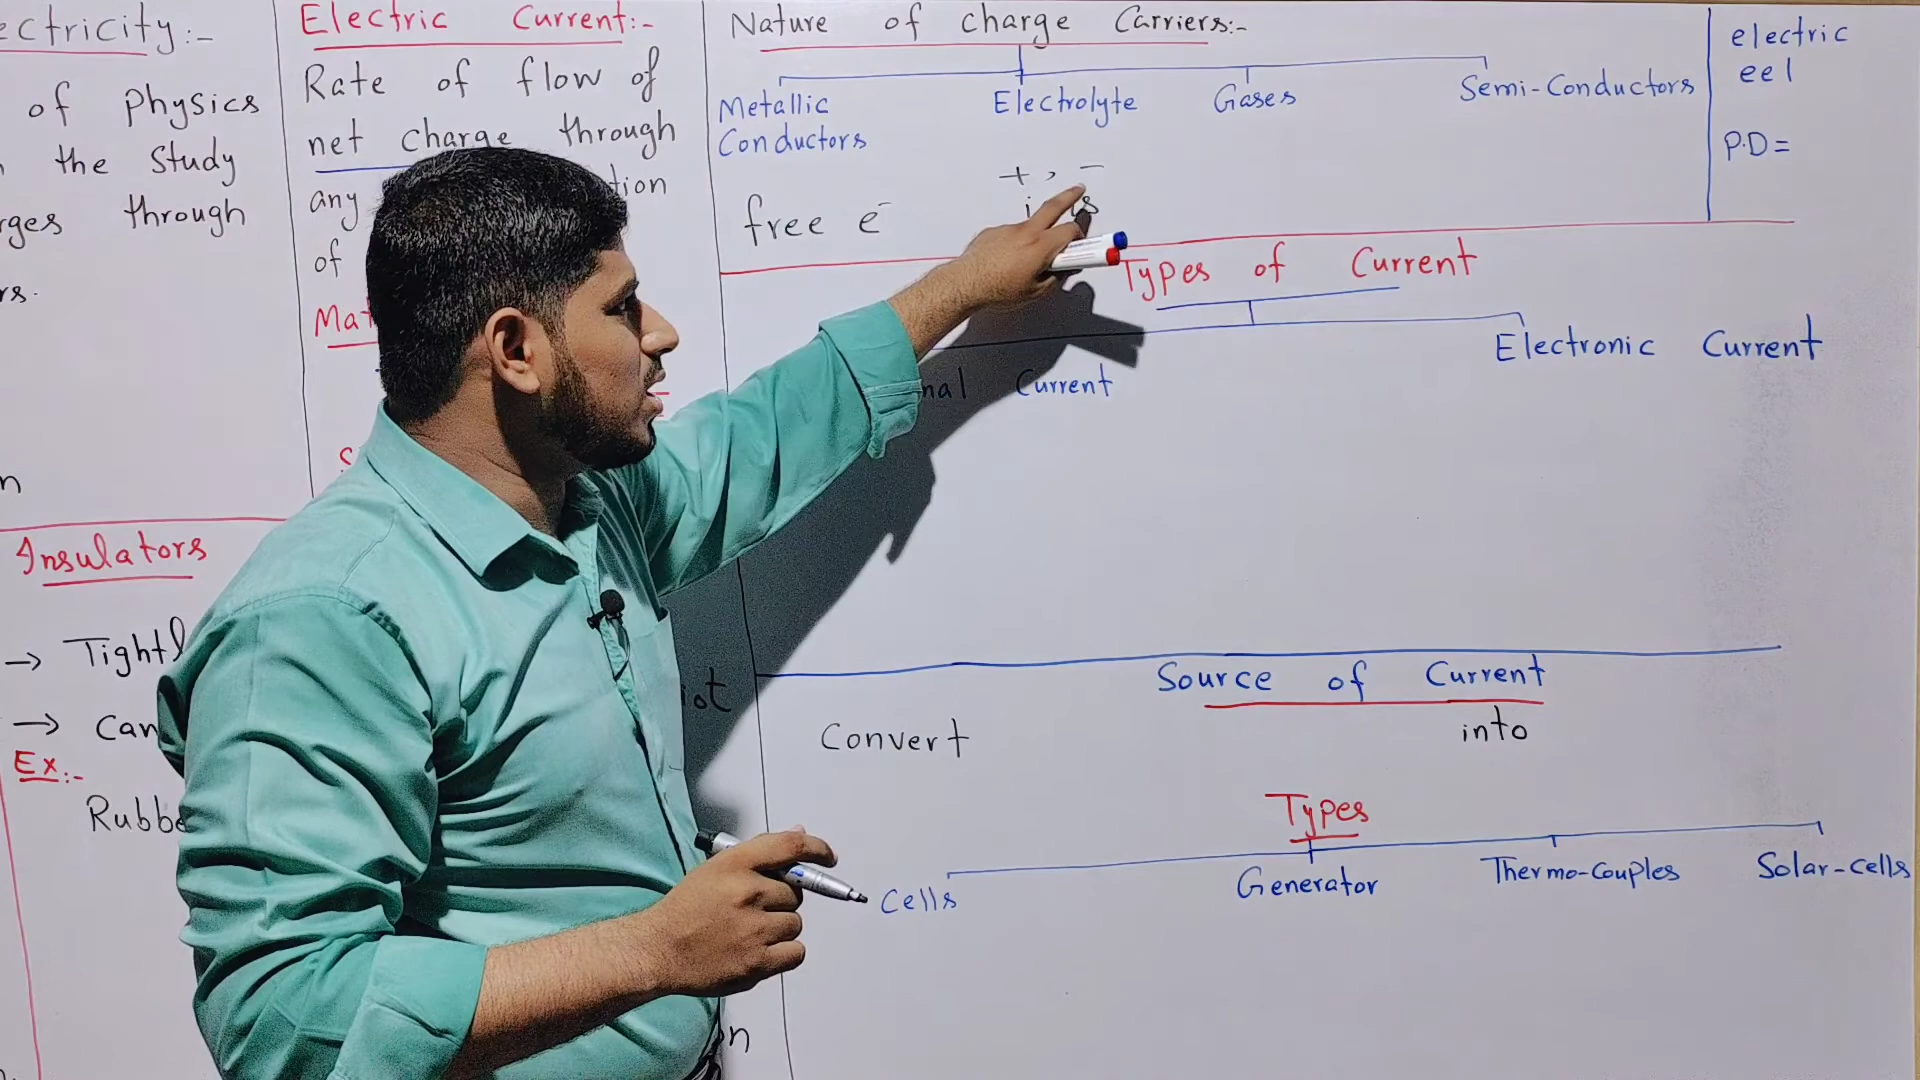 ectricity:-
of Physics
the Study
rges through
rs.
n
Insulators
→ Tightl
→ Can
Ex:-
Rubbe
Electric Current:-
Rate of flow of
net charge through
any tion
of
Mat
S
iot
n
Nature of charge Carriers:-
Metallic Electrolyte Gases Semi-Conductors
Conductors
+ , -
free e⁻
electric
eel
P.D=
Types of Current
nal Current Electronic Current
Source of Current
Convert into
Types
Cells Generator Thermo-Couples Solar-cells